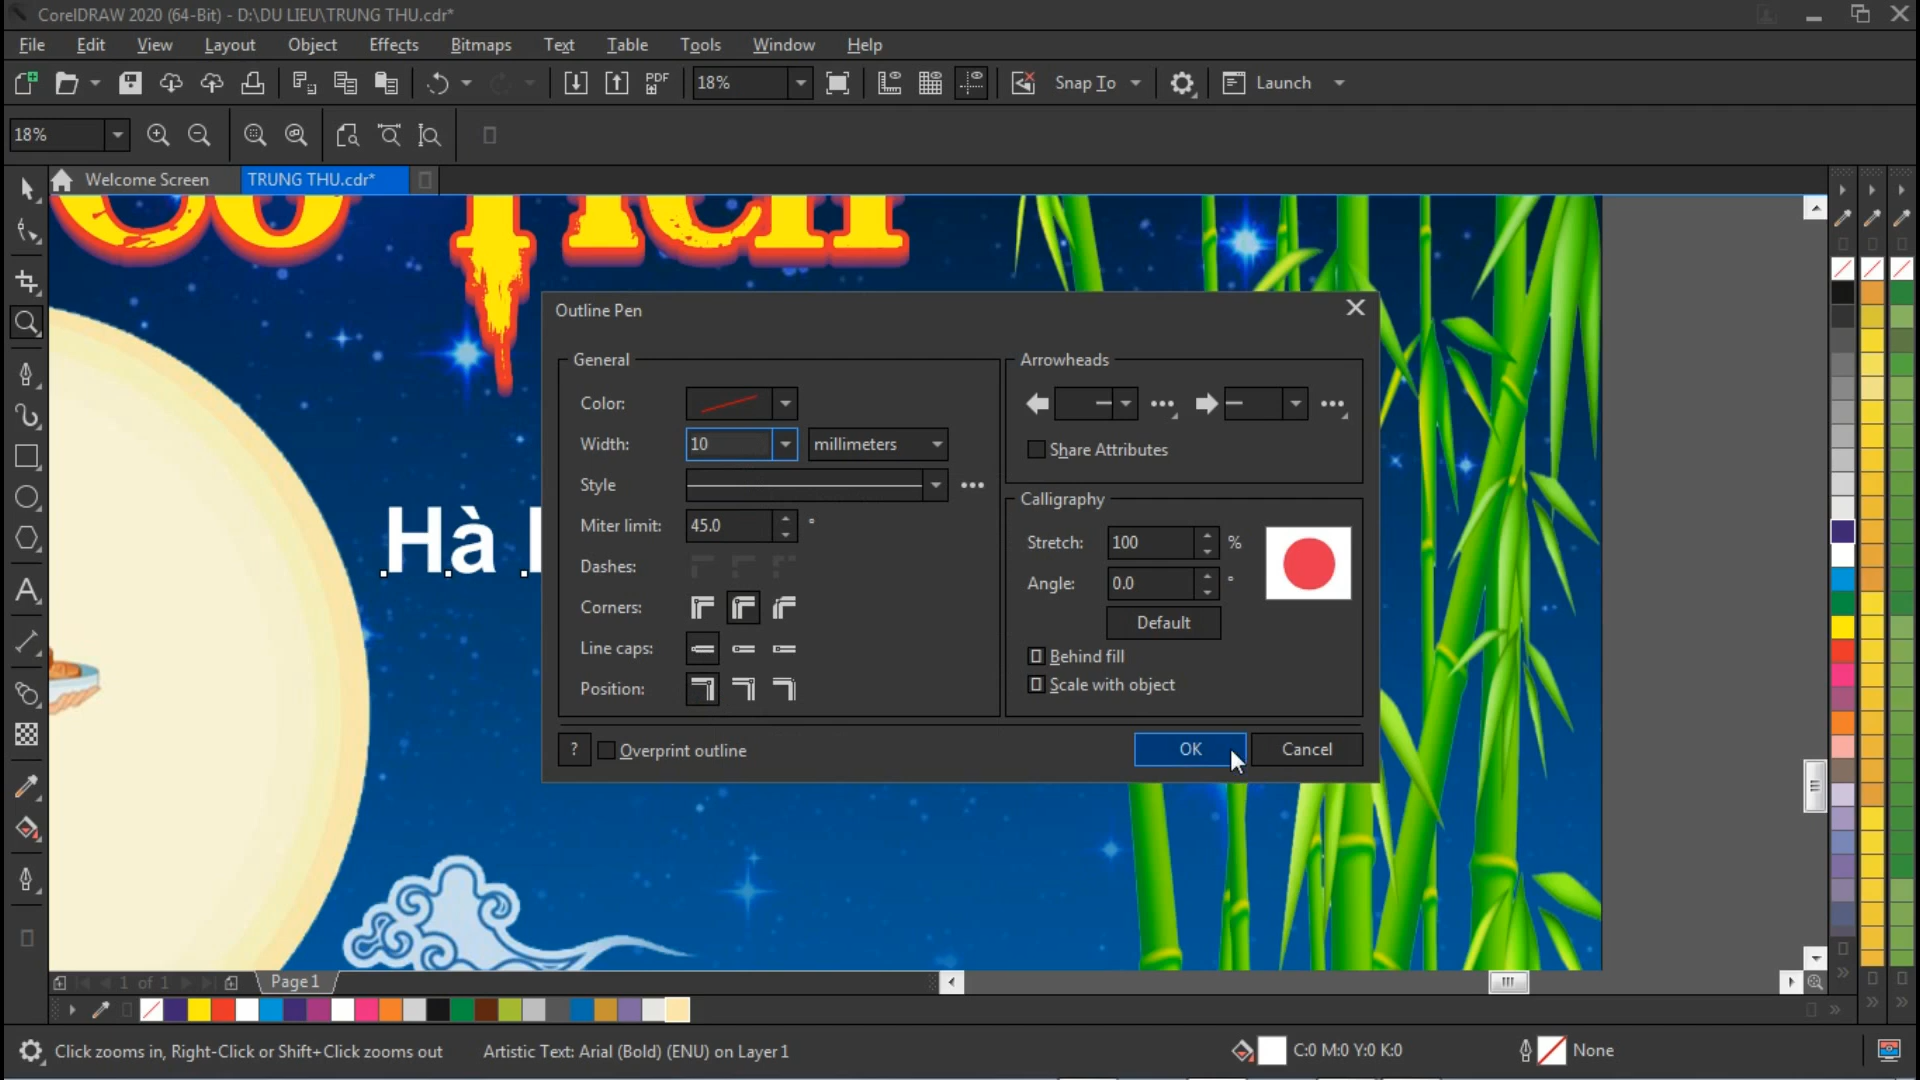 CorelDRAW 2020 (64-Bit) - D:\DU LIEU\TRUNG THU.cdr*
File Edit View Layout Object Effects Bitmaps Text Table Tools Window Help
PDF 18% Snap To Launch
18%
Welcome Screen TRUNG THU.cdr*
Outline Pen
General
Color:
Width: 10 millimeters
Style
Miter limit: 45.0 °
Dashes:
Corners:
Line caps:
Position:
Arrowheads
Share Attributes
Calligraphy
Stretch: 100 %
Angle: 0.0 °
Default
Behind fill
Scale with object
? Overprint outline OK Cancel
Hà
1 of 1 Page 1
Click zooms in, Right-Click or Shift+Click zooms out Artistic Text: Arial (Bold) (ENU) on Layer 1 C:0 M:0 Y:0 K:0 None